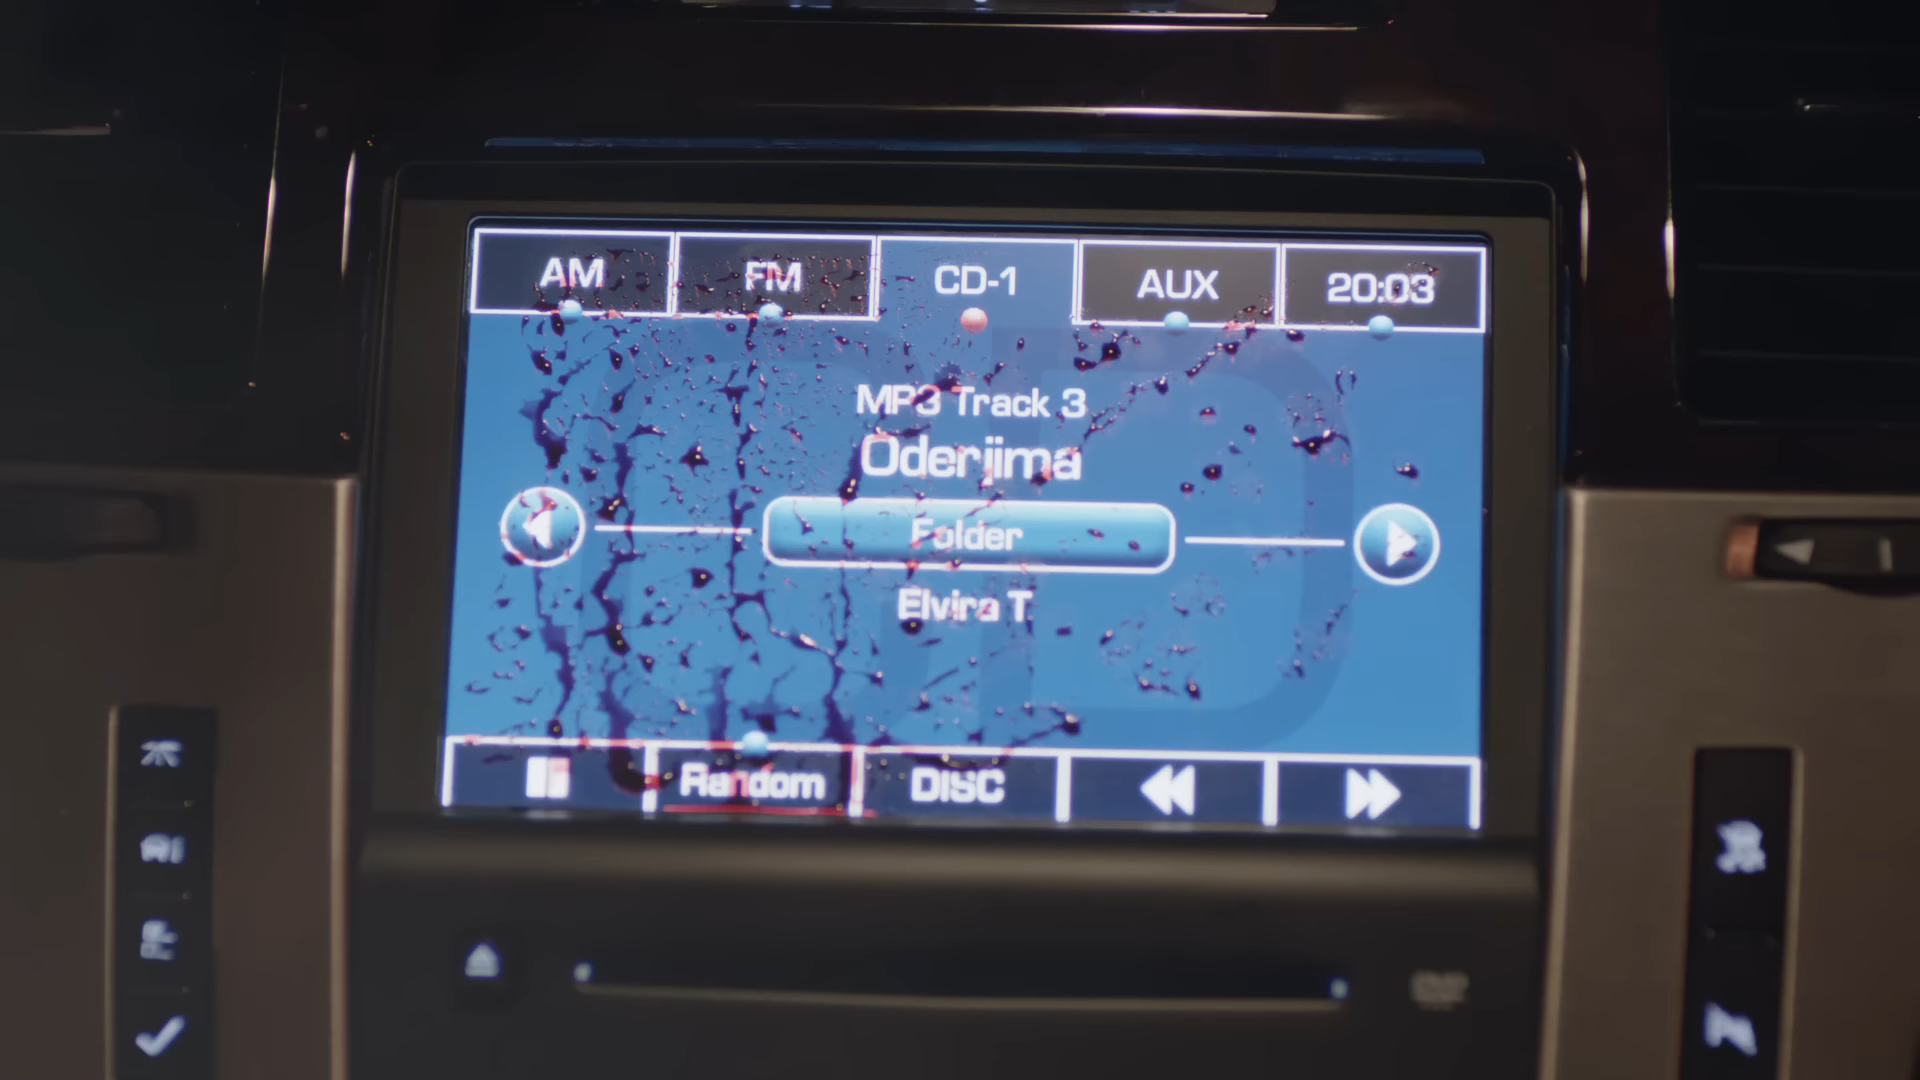 AM FM CD-1 AUX 20:03
MP3 Track 3
Oderjima
Folder
Elvira T
Random DISC